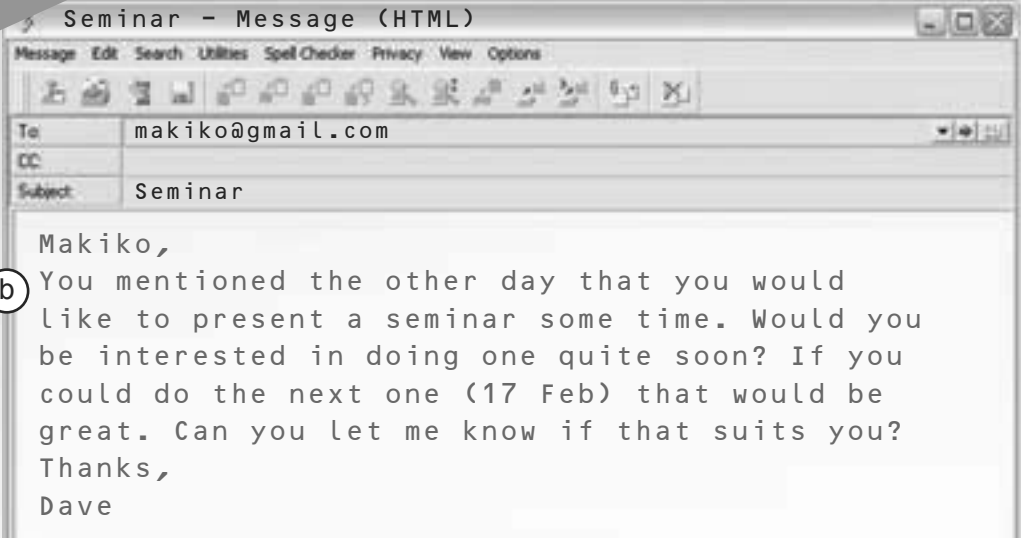 Seminar – Message (HTML)
Message Edit Search Utilities Spell Checker Privacy View Options
To makiko@gmail.com
CC
Subject: Seminar
Makiko,
b You mentioned the other day that you would
like to present a seminar some time. Would you
be interested in doing one quite soon? If you
could do the next one (17 Feb) that would be
great. Can you let me know if that suits you?
Thanks,
Dave